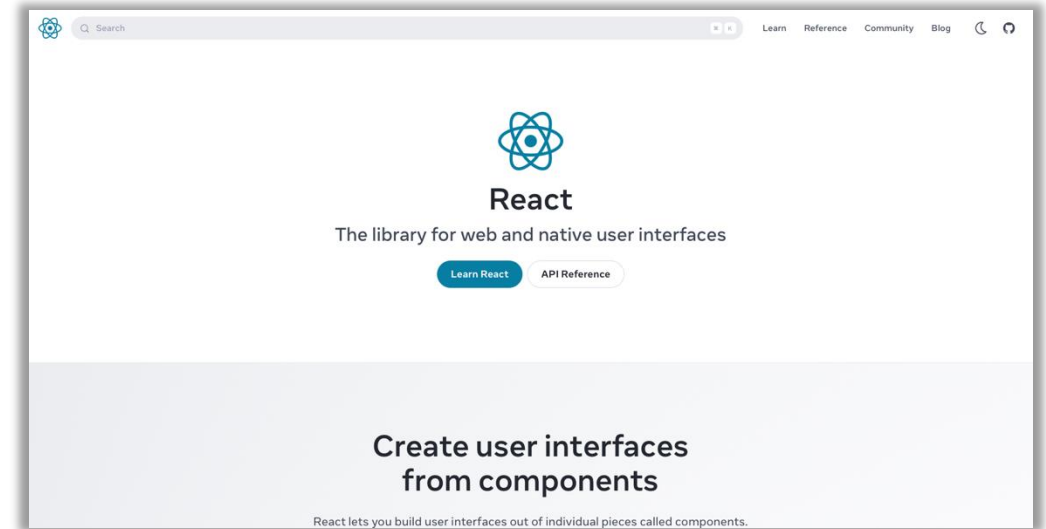 Search
Learn Reference Community Blog
React
The library for web and native user interfaces
Learn React API Reference
Create user interfaces
from components
React lets you build user interfaces out of individual pieces called components.